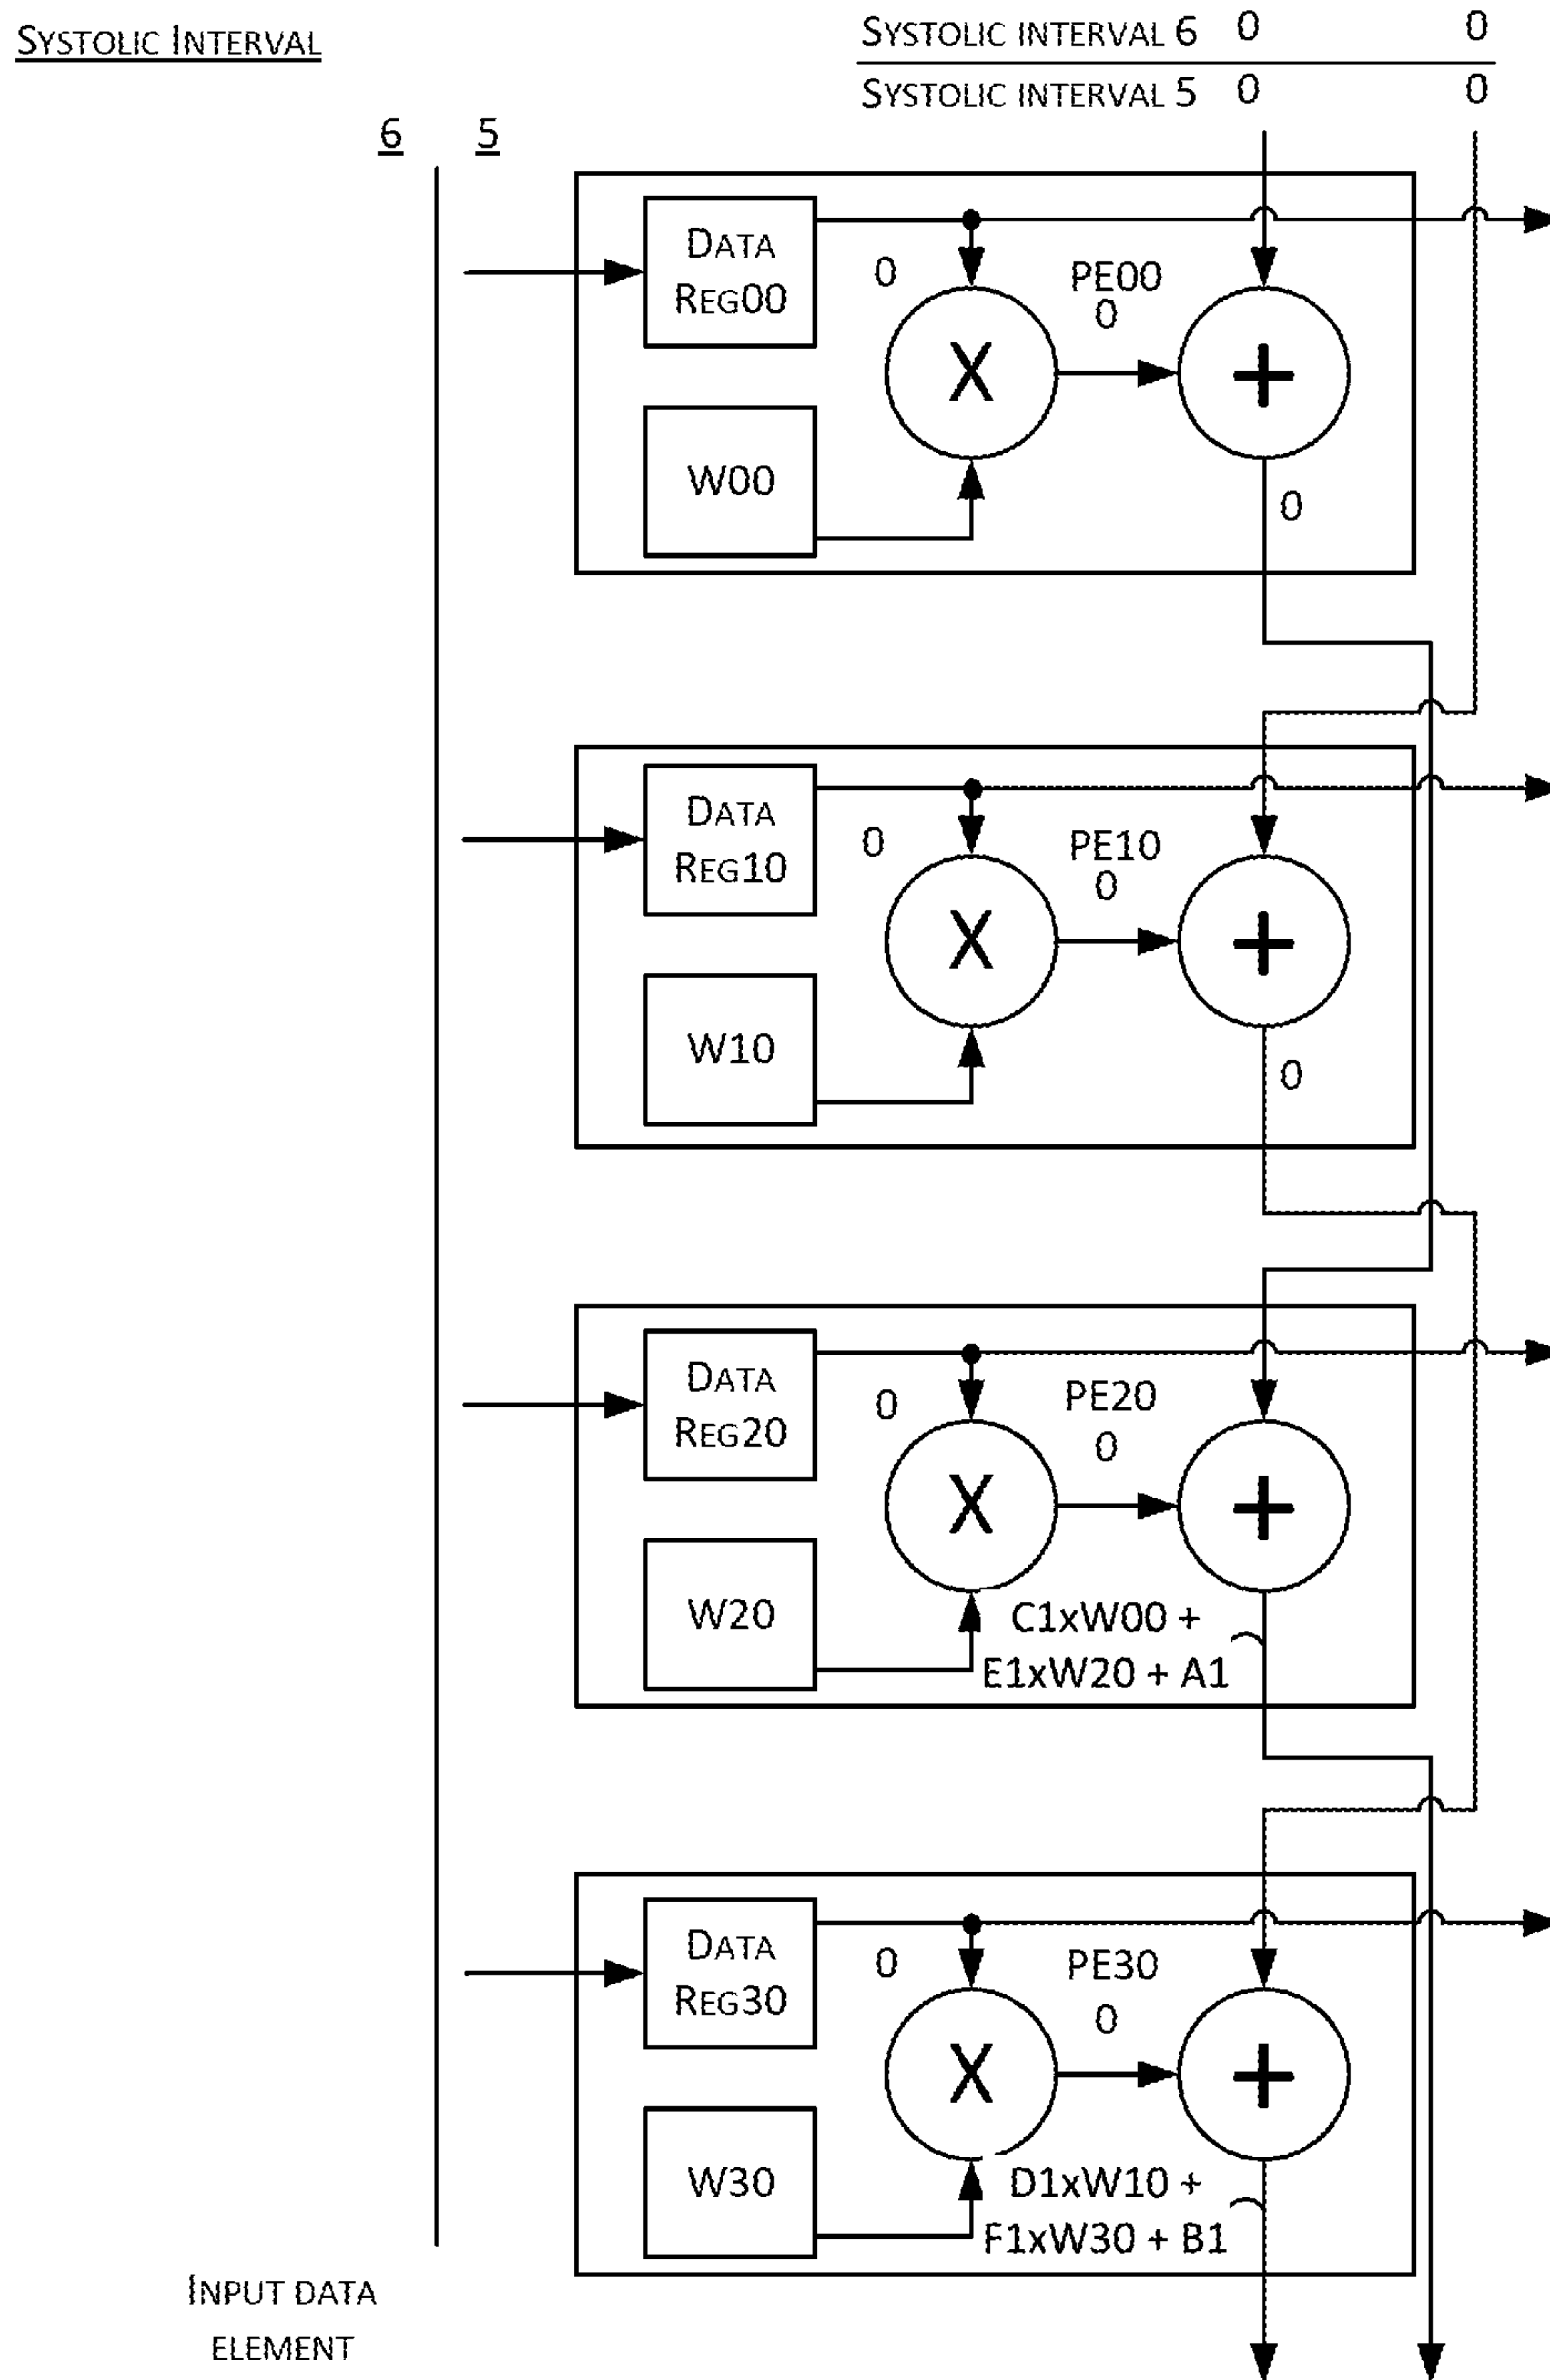 SYSTOLIC INTERVAL
SYSTOLIC INTERVAL 6 0 0
SYSTOLIC INTERVAL 5 0 0
6 5
DATA
REG00
0
PE00
0
X
+
W00
0
DATA
REG10
0
PE10
0
X
+
W10
0
DATA
REG20
0
PE20
0
X
+
W20
C1xW00 +
E1xW20 + A1
DATA
REG30
0
PE30
0
X
+
W30
D1xW10 +
F1xW30 + B1
INPUT DATA
ELEMENT